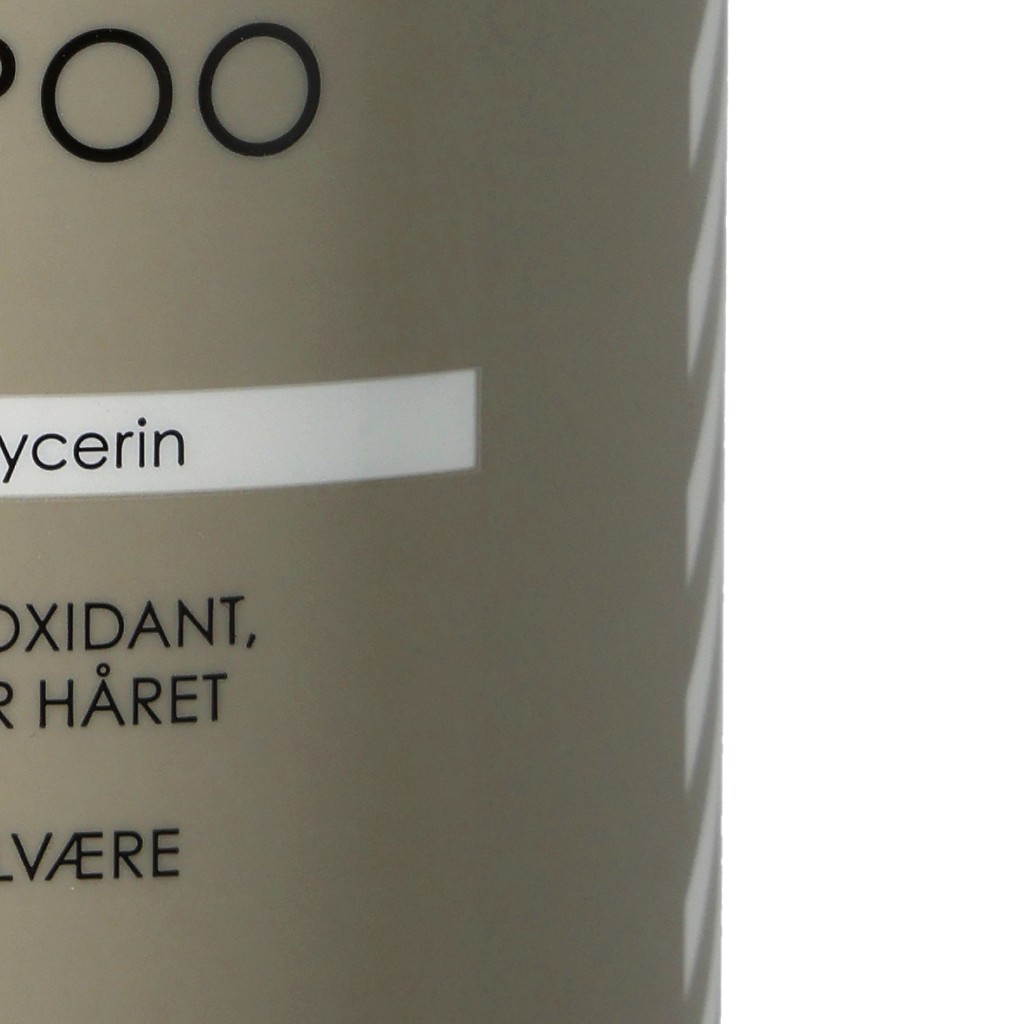 POO
ycerin
OXIDANT,
R HÅRET
LVÆRE